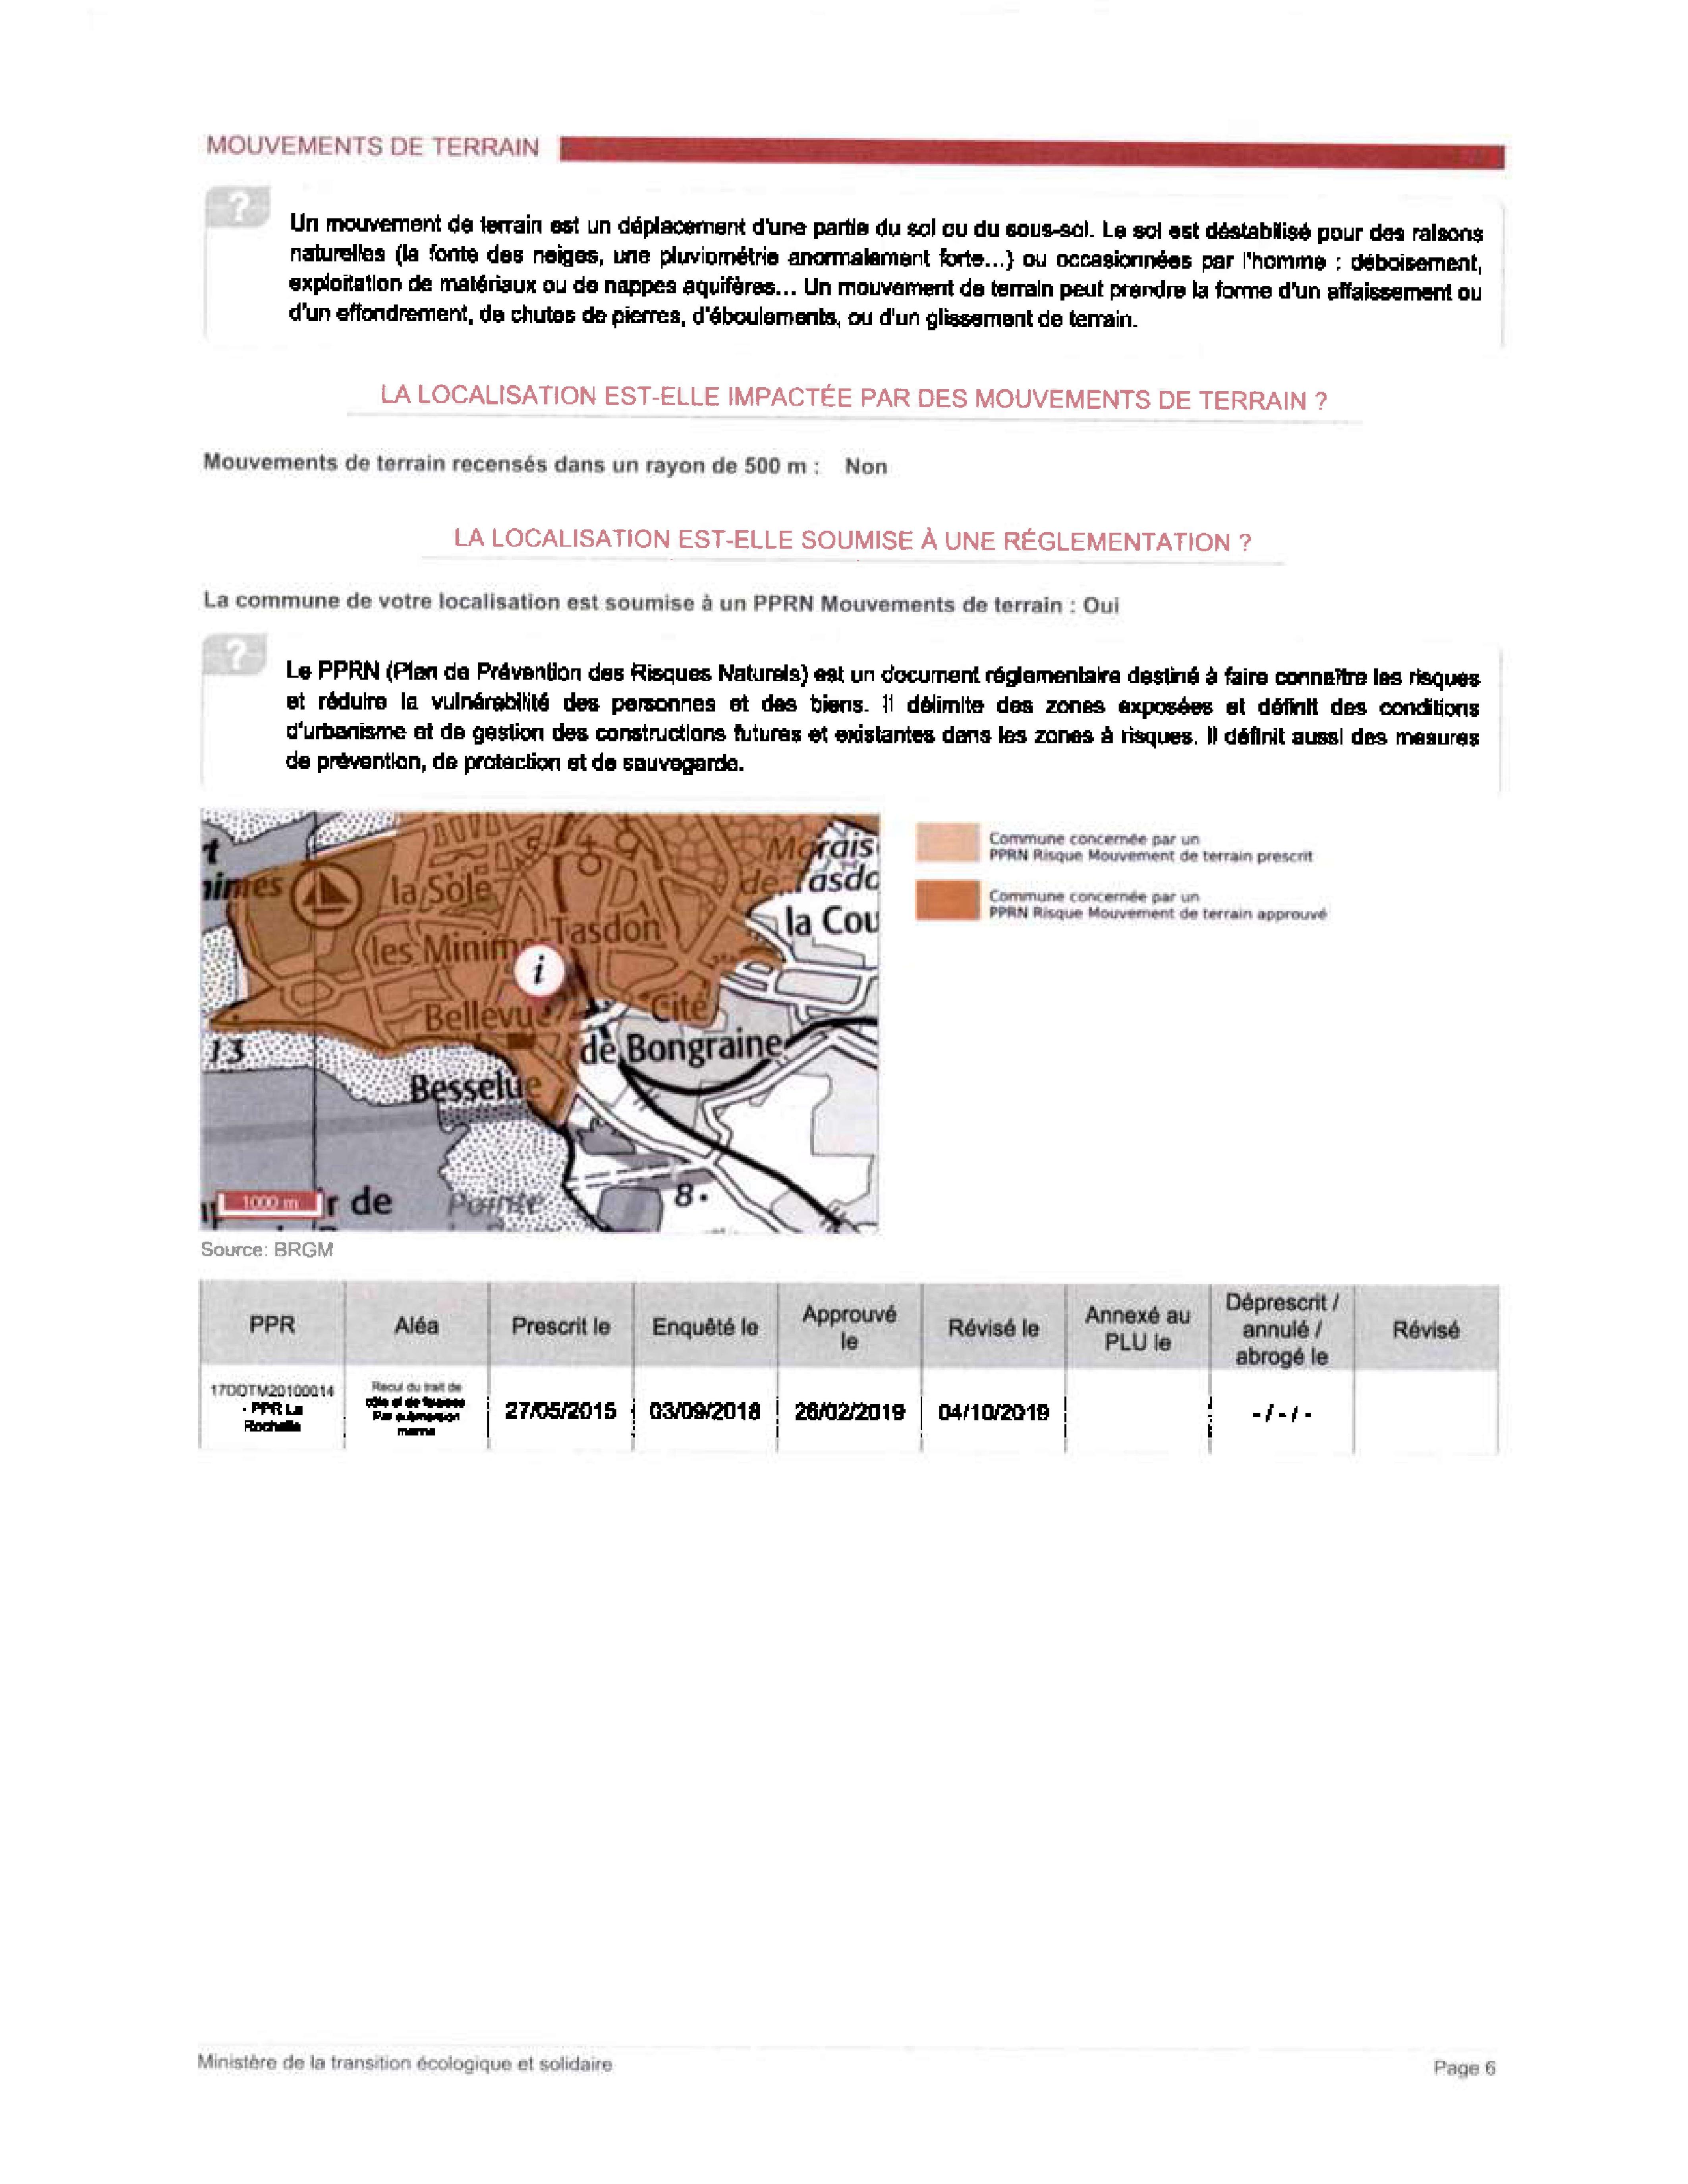 MOUVEMENTS DE TERRAIN
?
Un mouvement de terrain est un déplacement d'une partie du sol ou du sous-sol. Le sol est déstabilisé pour des raisons
naturelles (la fonte des neiges, une pluviométrie anormalement forte...) ou occasionnées par l'homme : déboisement,
exploitation de matériaux ou de nappes aquifères... Un mouvement de terrain peut prendre la forme d'un affaissement ou
d'un effondrement, de chutes de pierres, d'éboulements, ou d'un glissement de terrain.
LA LOCALISATION EST-ELLE IMPACTÉE PAR DES MOUVEMENTS DE TERRAIN ?
Mouvements de terrain recensés dans un rayon de 500 m : Non
LA LOCALISATION EST-ELLE SOUMISE À UNE RÉGLEMENTATION ?
La commune de votre localisation est soumise à un PPRN Mouvements de terrain : Oui
?
Le PPRN (Plan de Prévention des Risques Naturels) est un document réglementaire destiné à faire connaître les risques
et réduire la vulnérabilité des personnes et des biens. Il délimite des zones exposées et définit des conditions
d'urbanisme et de gestion des constructions futures et existantes dans les zones à risques. Il définit aussi des mesures
de prévention, de protection et de sauvegarde.
Commune concernée par un
PPRN Risque Mouvement de terrain prescrit
Commune concernée par un
PPRN Risque Mouvement de terrain approuvé
t
Marais
nimes
la Sole
de Tasdo
la Cou
Tasdon
les Minim
i
Bellevue
Cité
13
de Bongraine
Besselue
1000 m
r de
Pointe
8.
Source: BRGM
PPR
Aléa
Prescrit le
Enquêté le
Approuvé
le
Révisé le
Annexé au
PLU le
Déprescrit /
annulé /
abrogé le
Révisé
17DDTM20100014
- PPR La
Rochelle
Recul du trait de
côte et de falaises
Par submersion
marine
27/05/2015
03/09/2018
26/02/2019
04/10/2019
- / - / -
Ministère de la transition écologique et solidaire
Page 6